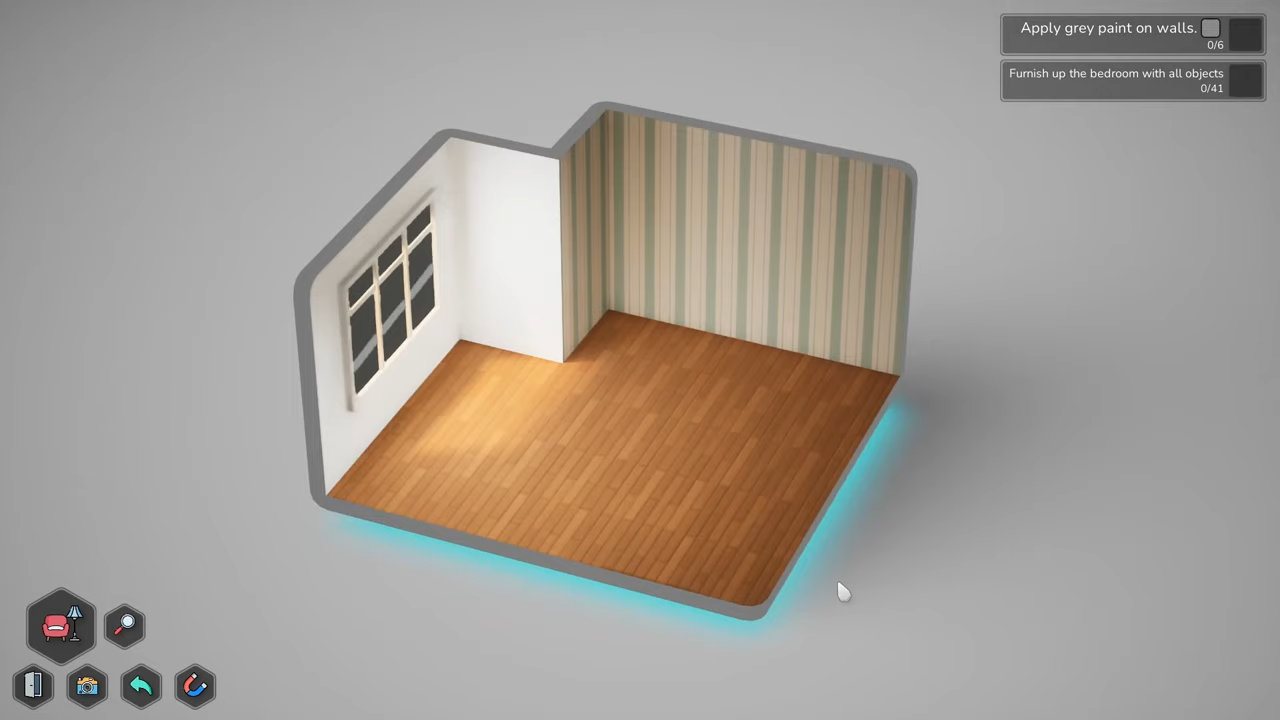 Apply grey paint on walls.
0/6
Furnish up the bedroom with all objects
0/41